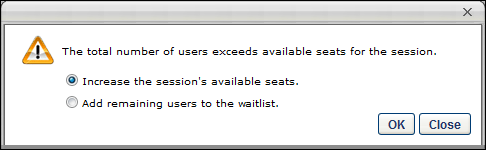 The total number of users exceeds available seats for the session.
Increase the session's available seats.
Add remaining users to the waitlist.
OK Close